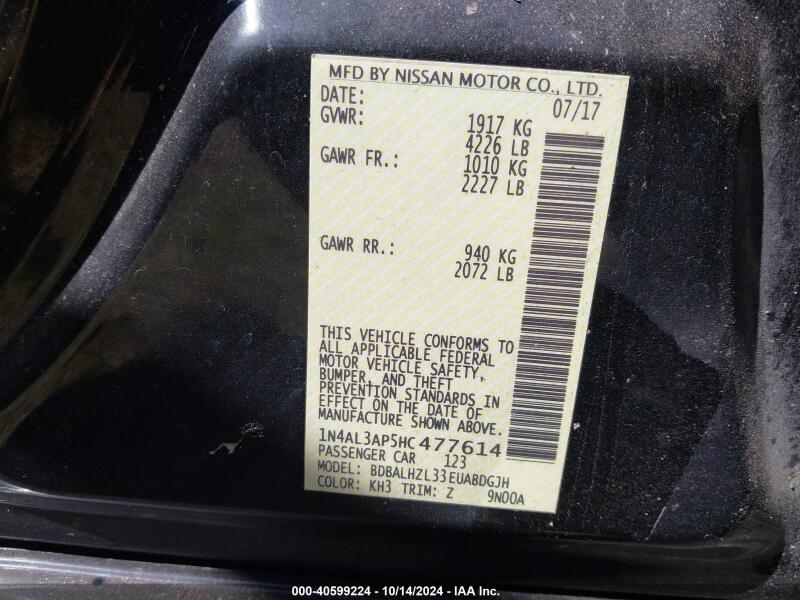 MFD BY NISSAN MOTOR CO., LTD.
DATE: 07/17
GVWR: 1917 KG
4226 LB
GAWR FR.: 1010 KG
2227 LB
GAWR RR.: 940 KG
2072 LB
THIS VEHICLE CONFORMS TO
ALL APPLICABLE FEDERAL
MOTOR VEHICLE SAFETY,
BUMPER, AND THEFT
PREVENTION STANDARDS IN
EFFECT ON THE DATE OF
MANUFACTURE SHOWN ABOVE.
1N4AL3AP5HC477614
PASSENGER CAR 123
MODEL: BDBALHZL33EUABDGJH
COLOR: KH3 TRIM: Z 9N00A
000-40599224 - 10/14/2024 - IAA Inc.